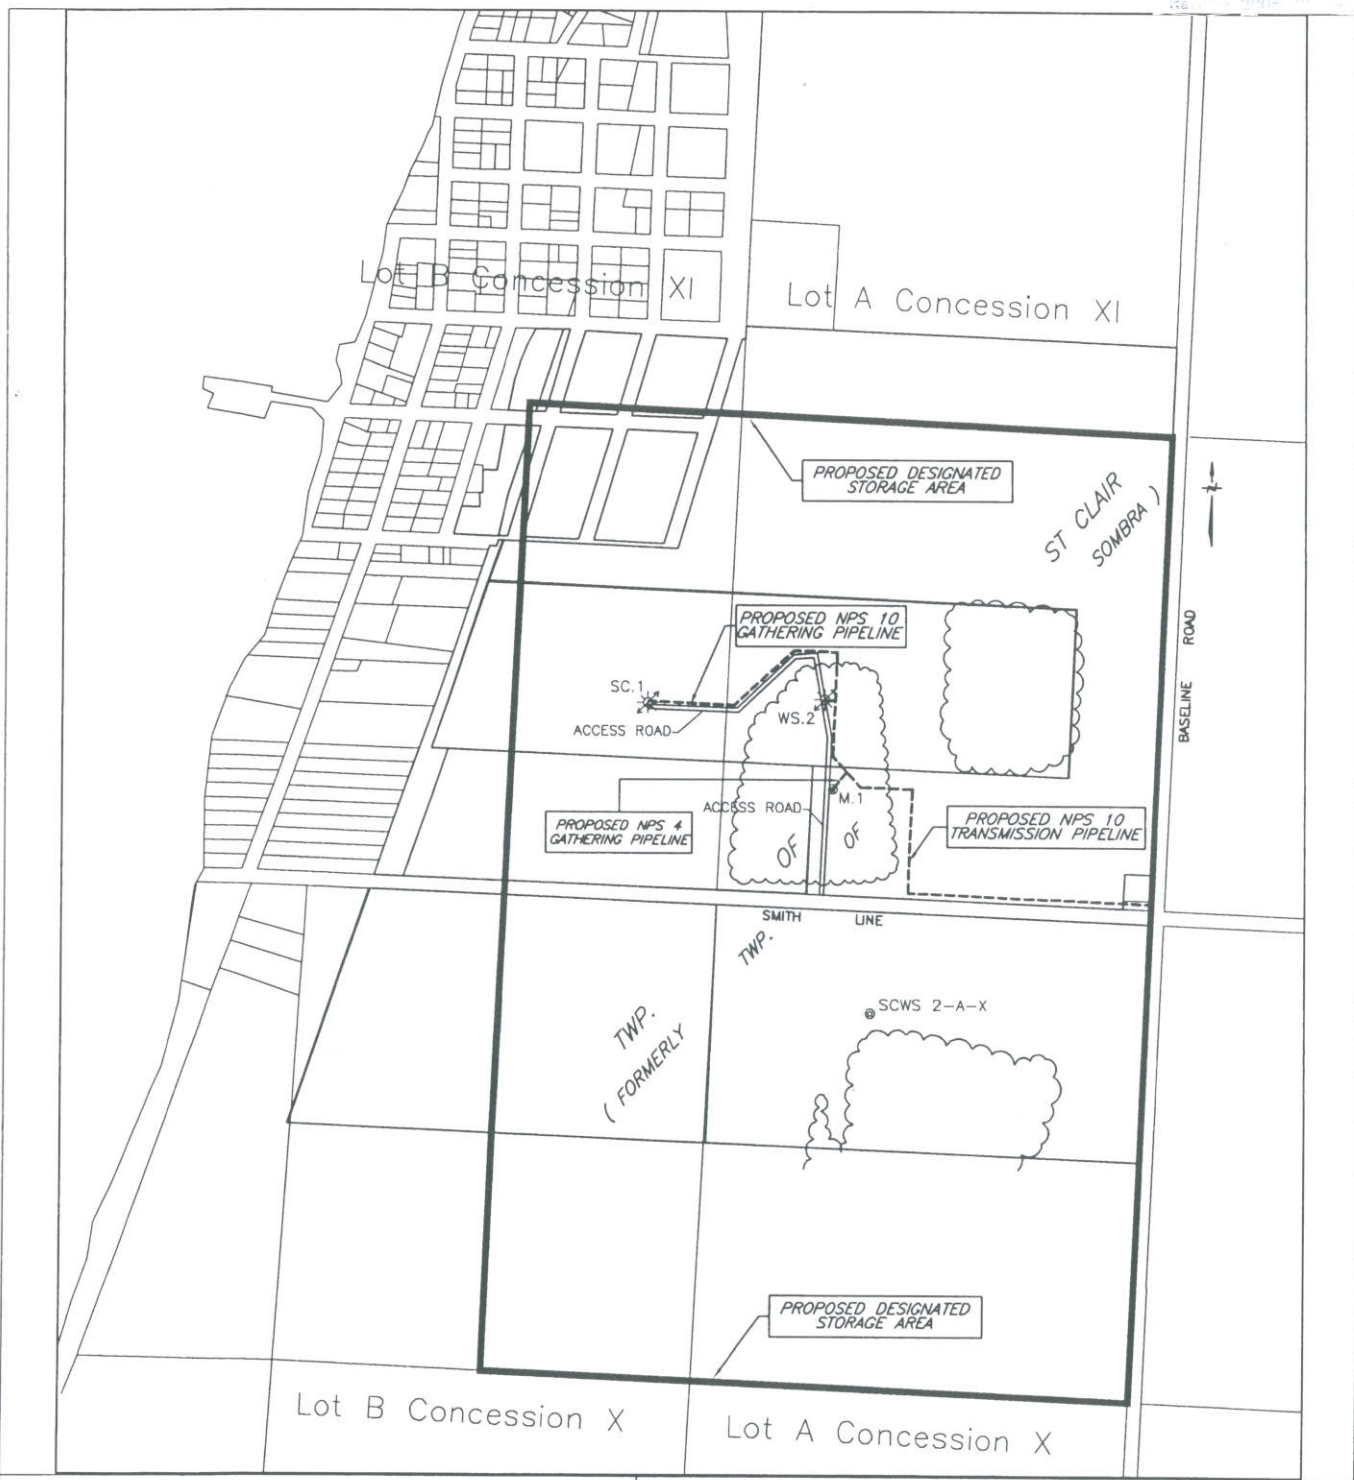 Lot B Concession XI
Lot A Concession XI
PROPOSED DESIGNATED
STORAGE AREA
ST CLAIR
SOMBRA )
PROPOSED NPS 10
GATHERING PIPELINE
BASELINE ROAD
SC.1
WS.2
ACCESS ROAD
M.1
ACCESS ROAD
PROPOSED NPS 4
GATHERING PIPELINE
PROPOSED NPS 10
TRANSMISSION PIPELINE
OF
OF
SMITH LINE
TWP.
SCWS 2-A-X
TWP.
( FORMERLY
PROPOSED DESIGNATED
STORAGE AREA
Lot B Concession X
Lot A Concession X